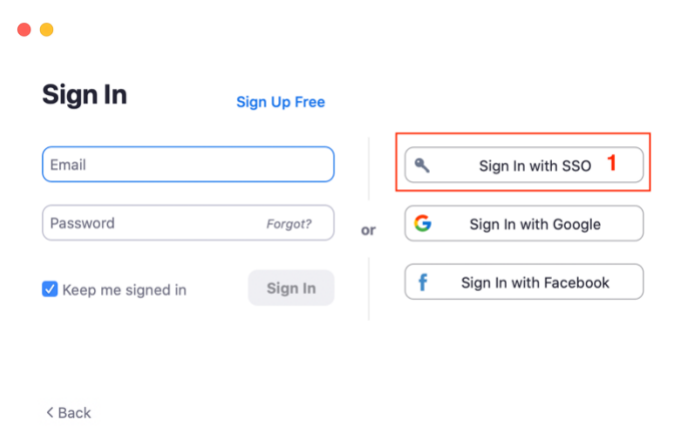 Sign In
Sign Up Free
Email
Password
Forgot?
Keep me signed in
Sign In
or
Sign In with SSO
1
Sign In with Google
Sign In with Facebook
< Back